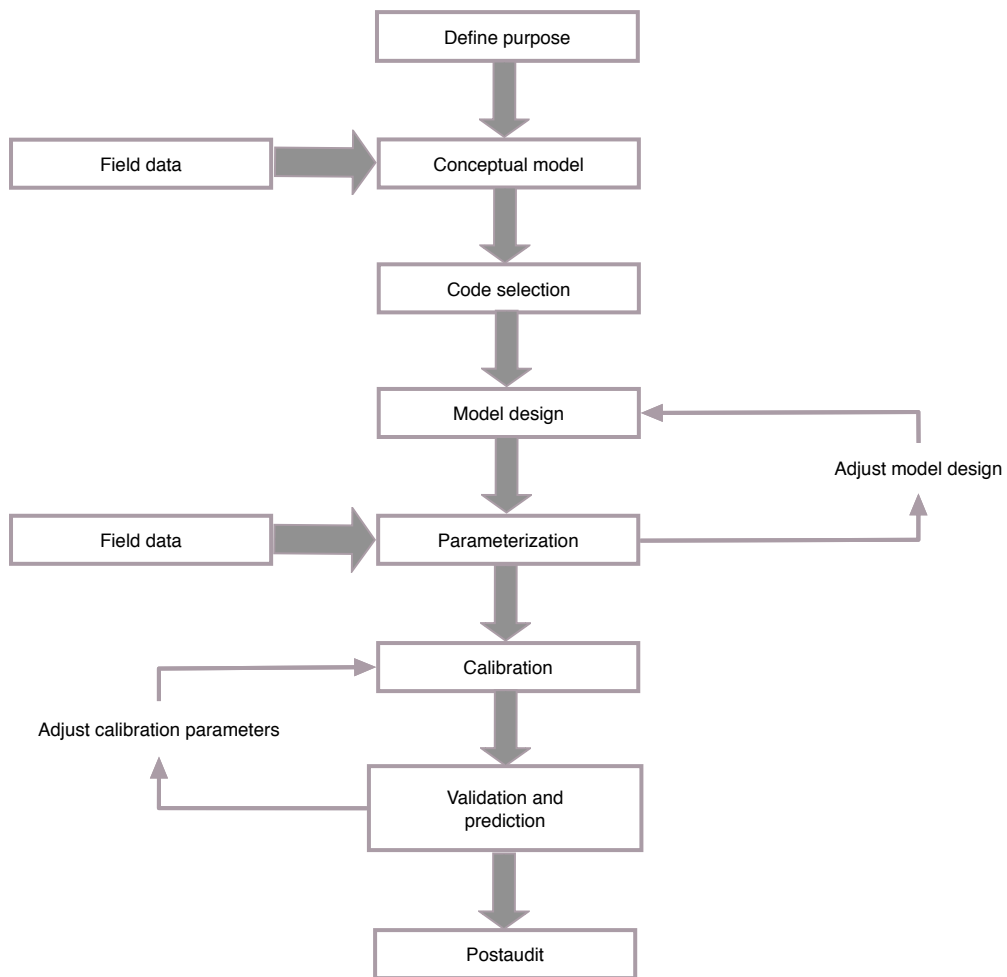 Define purpose
Field data
Conceptual model
Code selection
Model design
Adjust model design
Field data
Parameterization
Calibration
Adjust calibration parameters
Validation and
prediction
Postaudit